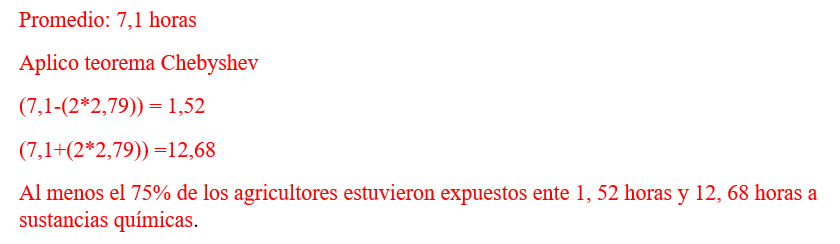 Promedio: 7,1 horas
Aplico teorema Chebyshev
(7,1-(2*2,79)) = 1,52
(7,1+(2*2,79)) =12,68
Al menos el 75% de los agricultores estuvieron expuestos ente 1, 52 horas y 12, 68 horas a
sustancias químicas.